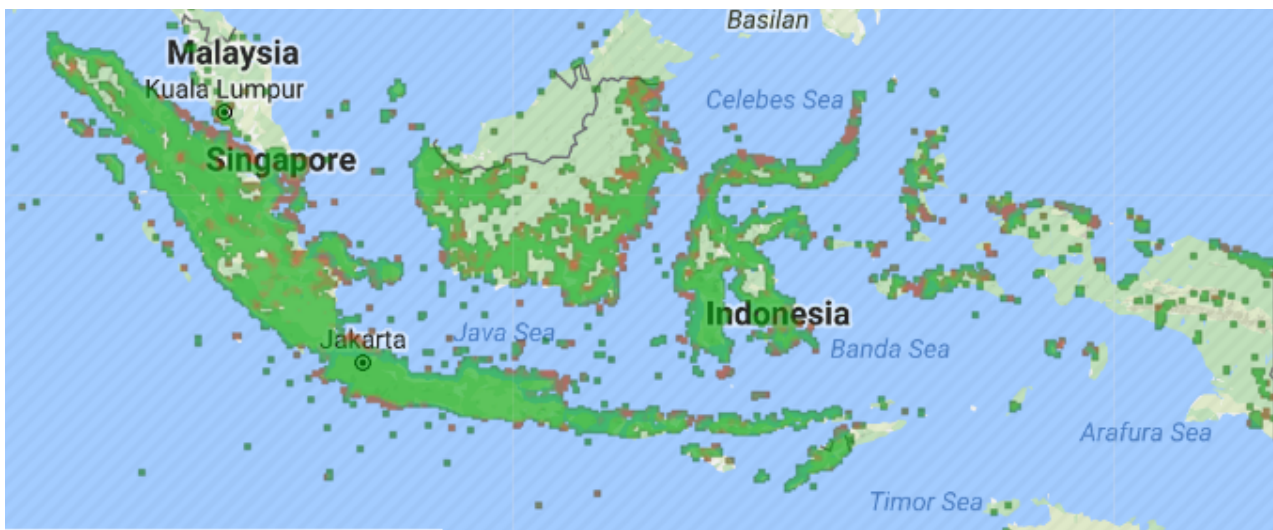 Basilan
Malaysia
Kuala Lumpur
Celebes Sea
Singapore
Indonesia
Java Sea
Jakarta
Banda Sea
Arafura Sea
Timor Sea